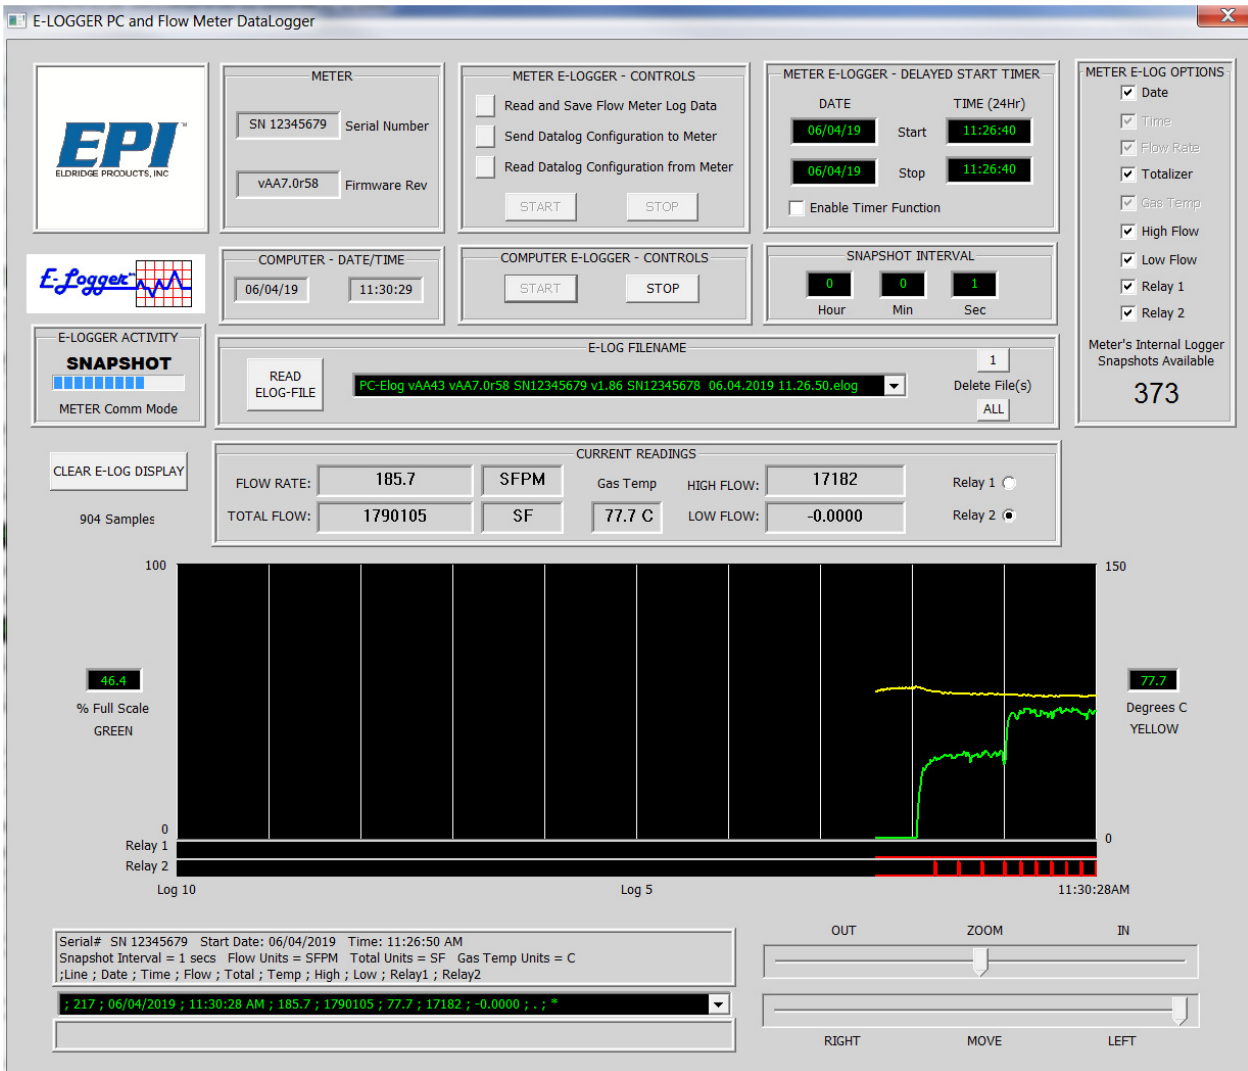 E-LOGGER PC and Flow Meter DataLogger
X
EPI™
ELDRIDGE PRODUCTS, INC
METER
SN 12345679 Serial Number
vAA7.0r58 Firmware Rev
METER E-LOGGER - CONTROLS
Read and Save Flow Meter Log Data
Send Datalog Configuration to Meter
Read Datalog Configuration from Meter
START STOP
METER E-LOGGER - DELAYED START TIMER
DATE TIME (24Hr)
06/04/19 Start 11:26:40
06/04/19 Stop 11:26:40
Enable Timer Function
METER E-LOG OPTIONS
Date
Time
Flow Rate
Totalizer
Gas Temp
High Flow
Low Flow
Relay 1
Relay 2
Meter's Internal Logger
Snapshots Available
373
E-Logger™
COMPUTER - DATE/TIME
06/04/19 11:30:29
COMPUTER E-LOGGER - CONTROLS
START STOP
SNAPSHOT INTERVAL
0 0 1
Hour Min Sec
E-LOGGER ACTIVITY
SNAPSHOT
METER Comm Mode
E-LOG FILENAME
READ
ELOG-FILE
PC-Elog vAA43 vAA7.0r58 SN12345679 v1.86 SN12345678 06.04.2019 11.26.50.elog
1
Delete File(s)
ALL
CLEAR E-LOG DISPLAY
904 Samples
CURRENT READINGS
FLOW RATE: 185.7 SFPM Gas Temp HIGH FLOW: 17182 Relay 1
TOTAL FLOW: 1790105 SF 77.7 C LOW FLOW: -0.0000 Relay 2
100 150
46.4
% Full Scale
GREEN
77.7
Degrees C
YELLOW
0 0
Relay 1
Relay 2
Log 10 Log 5 11:30:28AM
Serial# SN 12345679 Start Date: 06/04/2019 Time: 11:26:50 AM
Snapshot Interval = 1 secs Flow Units = SFPM Total Units = SF Gas Temp Units = C
;Line ; Date ; Time ; Flow ; Total ; Temp ; High ; Low ; Relay1 ; Relay2
; 217 ; 06/04/2019 ; 11:30:28 AM ; 185.7 ; 1790105 ; 77.7 ; 17182 ; -0.0000 ; . ; *
OUT ZOOM IN
RIGHT MOVE LEFT